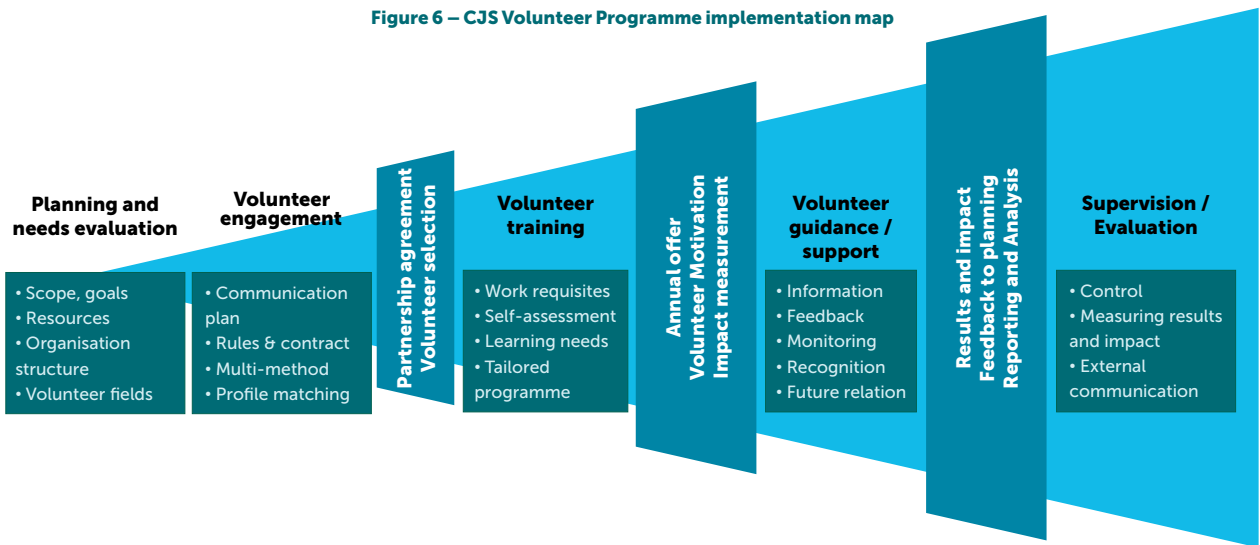 Figure 6 – CJS Volunteer Programme implementation map
Planning and
needs evaluation
• Scope, goals
• Resources
• Organisation
structure
• Volunteer fields
Volunteer
engagement
• Communication
plan
• Rules & contract
• Multi-method
• Profile matching
Partnership agreement
Volunteer selection
Volunteer
training
• Work requisites
• Self-assessment
• Learning needs
• Tailored
programme
Annual offer
Volunteer Motivation
Impact measurement
Volunteer
guidance /
support
• Information
• Feedback
• Monitoring
• Recognition
• Future relation
Results and impact
Feedback to planning
Reporting and Analysis
Supervision /
Evaluation
• Control
• Measuring results
and impact
• External
communication